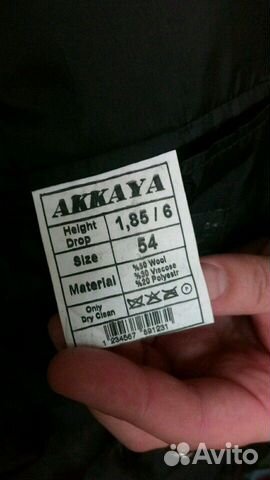 AKKAYA
Height Drop 1,85 / 6
Size 54
Material %50 Wool
%30 Viscose
%20 Polyestr
Only Dry Clean P
1 234567 891231
Avito